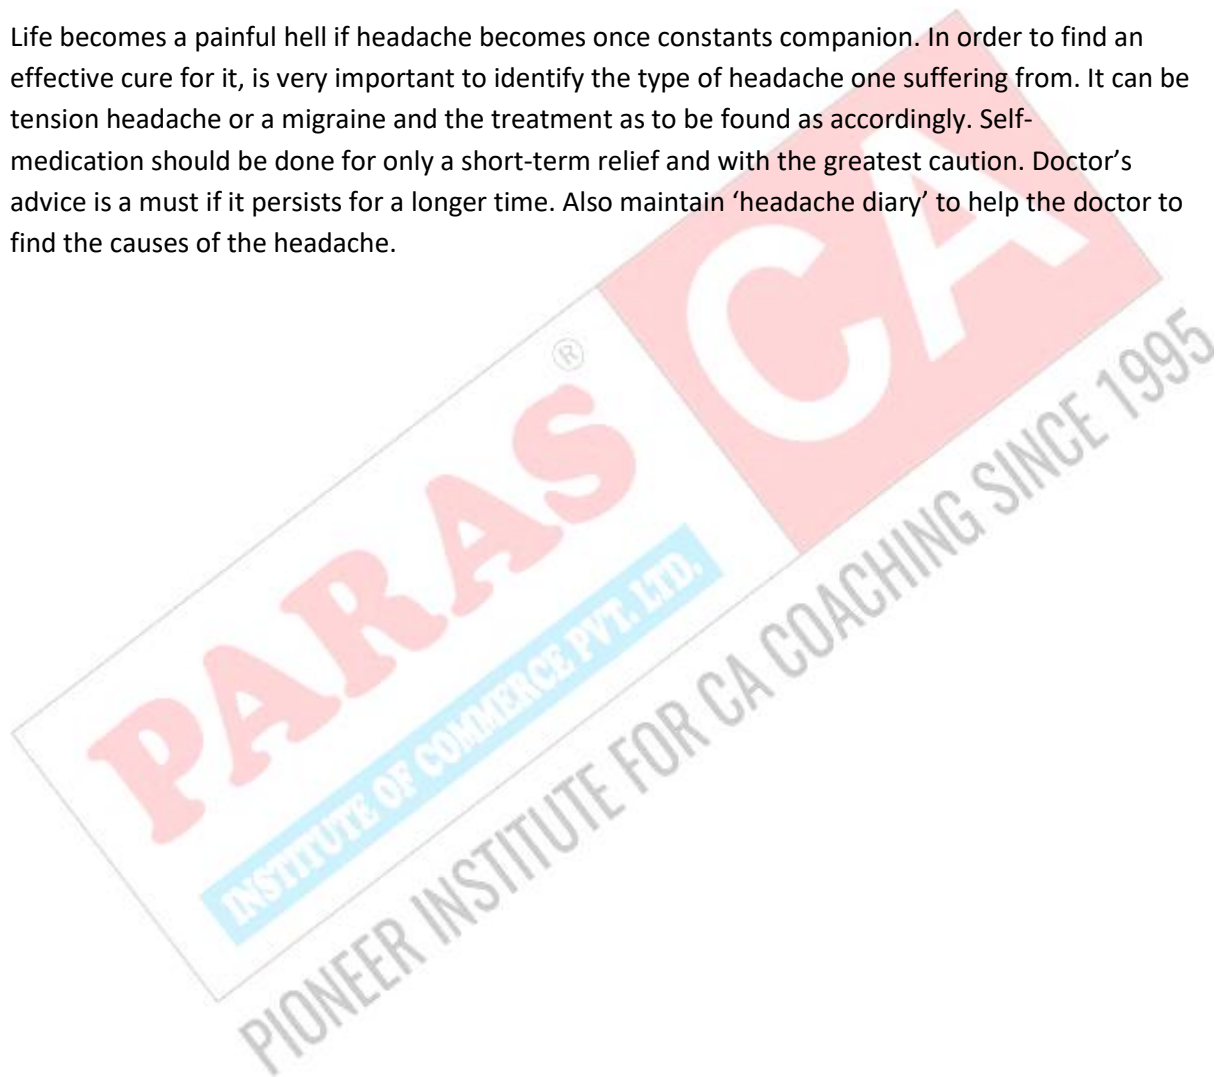 Life becomes a painful hell if headache becomes once constants companion. In order to find an
effective cure for it, is very important to identify the type of headache one suffering from. It can be
tension headache or a migraine and the treatment as to be found as accordingly. Self-
medication should be done for only a short-term relief and with the greatest caution. Doctor’s
advice is a must if it persists for a longer time. Also maintain ‘headache diary’ to help the doctor to
find the causes of the headache.
CA
®
PARAS
INSTITUTE OF COMMERCE PVT. LTD.
PIONEER INSTITUTE FOR CA COACHING SINCE 1995